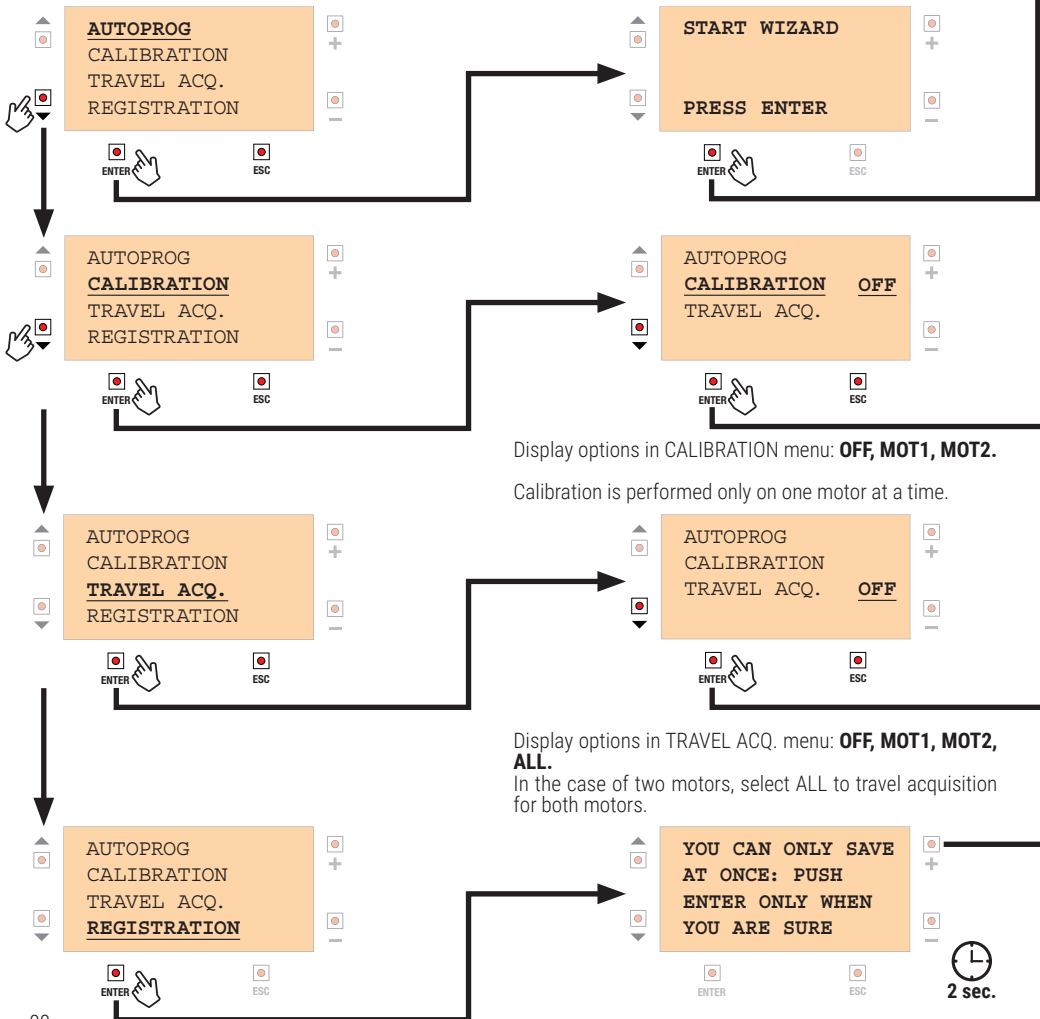 AUTOPROG
CALIBRATION
TRAVEL ACQ.
REGISTRATION
+
−
ENTER
ESC
START WIZARD
PRESS ENTER
+
−
ENTER
ESC
AUTOPROG
CALIBRATION
TRAVEL ACQ.
REGISTRATION
+
−
ENTER
ESC
AUTOPROG
CALIBRATION OFF
TRAVEL ACQ.
+
−
ENTER
ESC
Display options in CALIBRATION menu: OFF, MOT1, MOT2.
Calibration is performed only on one motor at a time.
AUTOPROG
CALIBRATION
TRAVEL ACQ.
REGISTRATION
+
−
ENTER
ESC
AUTOPROG
CALIBRATION
TRAVEL ACQ. OFF
+
−
ENTER
ESC
Display options in TRAVEL ACQ. menu: OFF, MOT1, MOT2,
ALL.
In the case of two motors, select ALL to travel acquisition
for both motors.
AUTOPROG
CALIBRATION
TRAVEL ACQ.
REGISTRATION
+
−
ENTER
ESC
YOU CAN ONLY SAVE
AT ONCE: PUSH
ENTER ONLY WHEN
YOU ARE SURE
+
−
ENTER
ESC
2 sec.